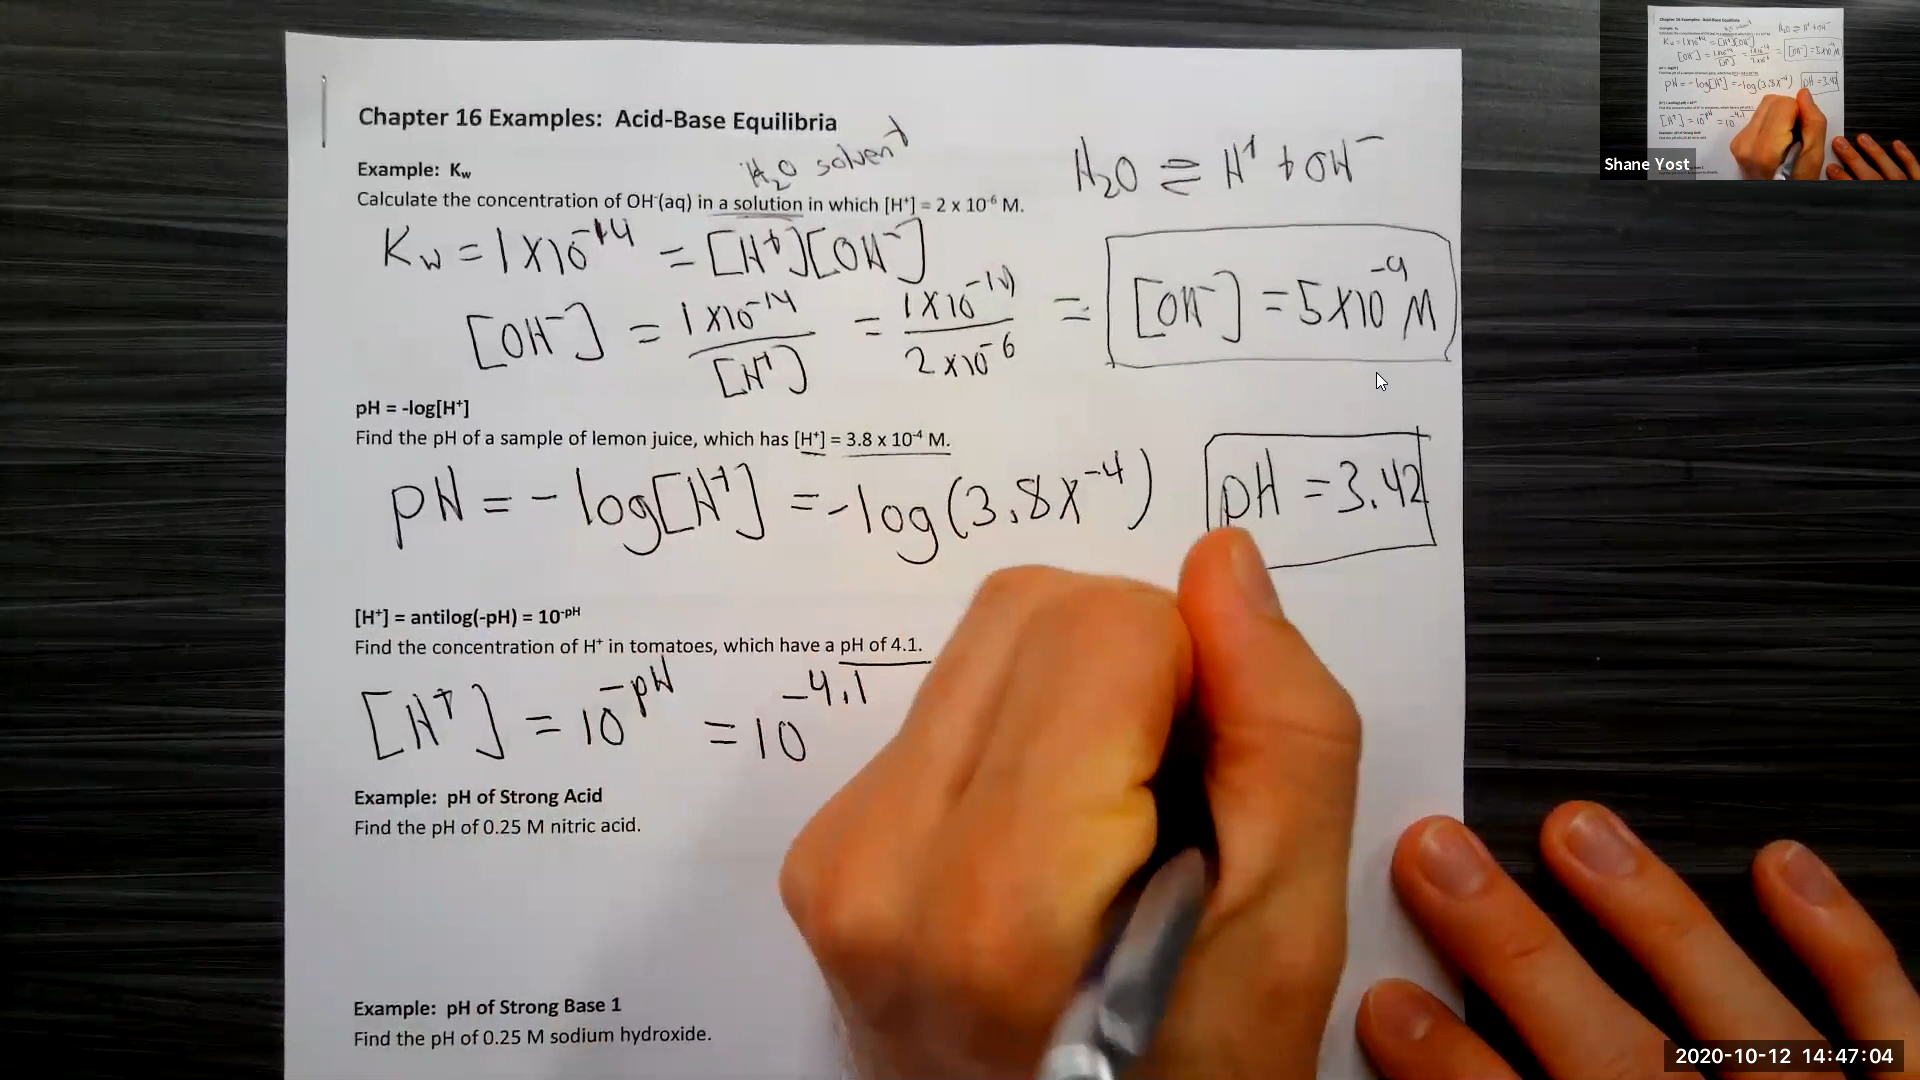 Chapter 16 Examples: Acid-Base Equilibria
H₂O solvent
H₂O ⇌ H⁺ + OH⁻
Example: Kw
Calculate the concentration of OH⁻(aq) in a solution in which [H⁺] = 2 x 10⁻⁶ M.
Kw = 1 x 10⁻¹⁴ = [H⁺][OH⁻]
[OH⁻] = 1 x 10⁻¹⁴ / [H⁺] = 1 x 10⁻¹⁴ / 2 x 10⁻⁶ = [OH⁻] = 5 x 10⁻⁹ M
pH = -log[H⁺]
Find the pH of a sample of lemon juice, which has [H⁺] = 3.8 x 10⁻⁴ M.
pH = -log[H⁺] = -log(3.8x⁻⁴) pH = 3.42
[H⁺] = antilog(-pH) = 10⁻ᵖᴴ
Find the concentration of H⁺ in tomatoes, which have a pH of 4.1.
[H⁺] = 10⁻ᵖᴴ = 10⁻⁴·¹
Example: pH of Strong Acid
Find the pH of 0.25 M nitric acid.
Example: pH of Strong Base 1
Find the pH of 0.25 M sodium hydroxide.
Shane Yost
2020-10-12 14:47:04